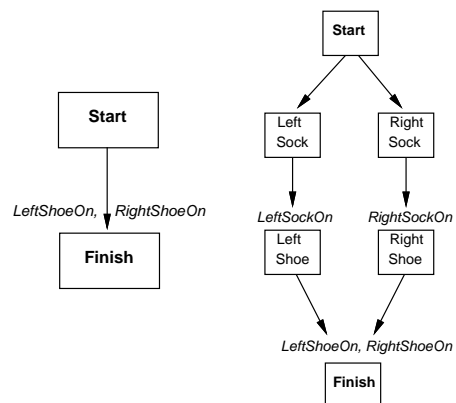 Start
LeftShoeOn, RightShoeOn
Finish
Start
Left
Sock
Right
Sock
LeftSockOn
RightSockOn
Left
Shoe
Right
Shoe
LeftShoeOn, RightShoeOn
Finish